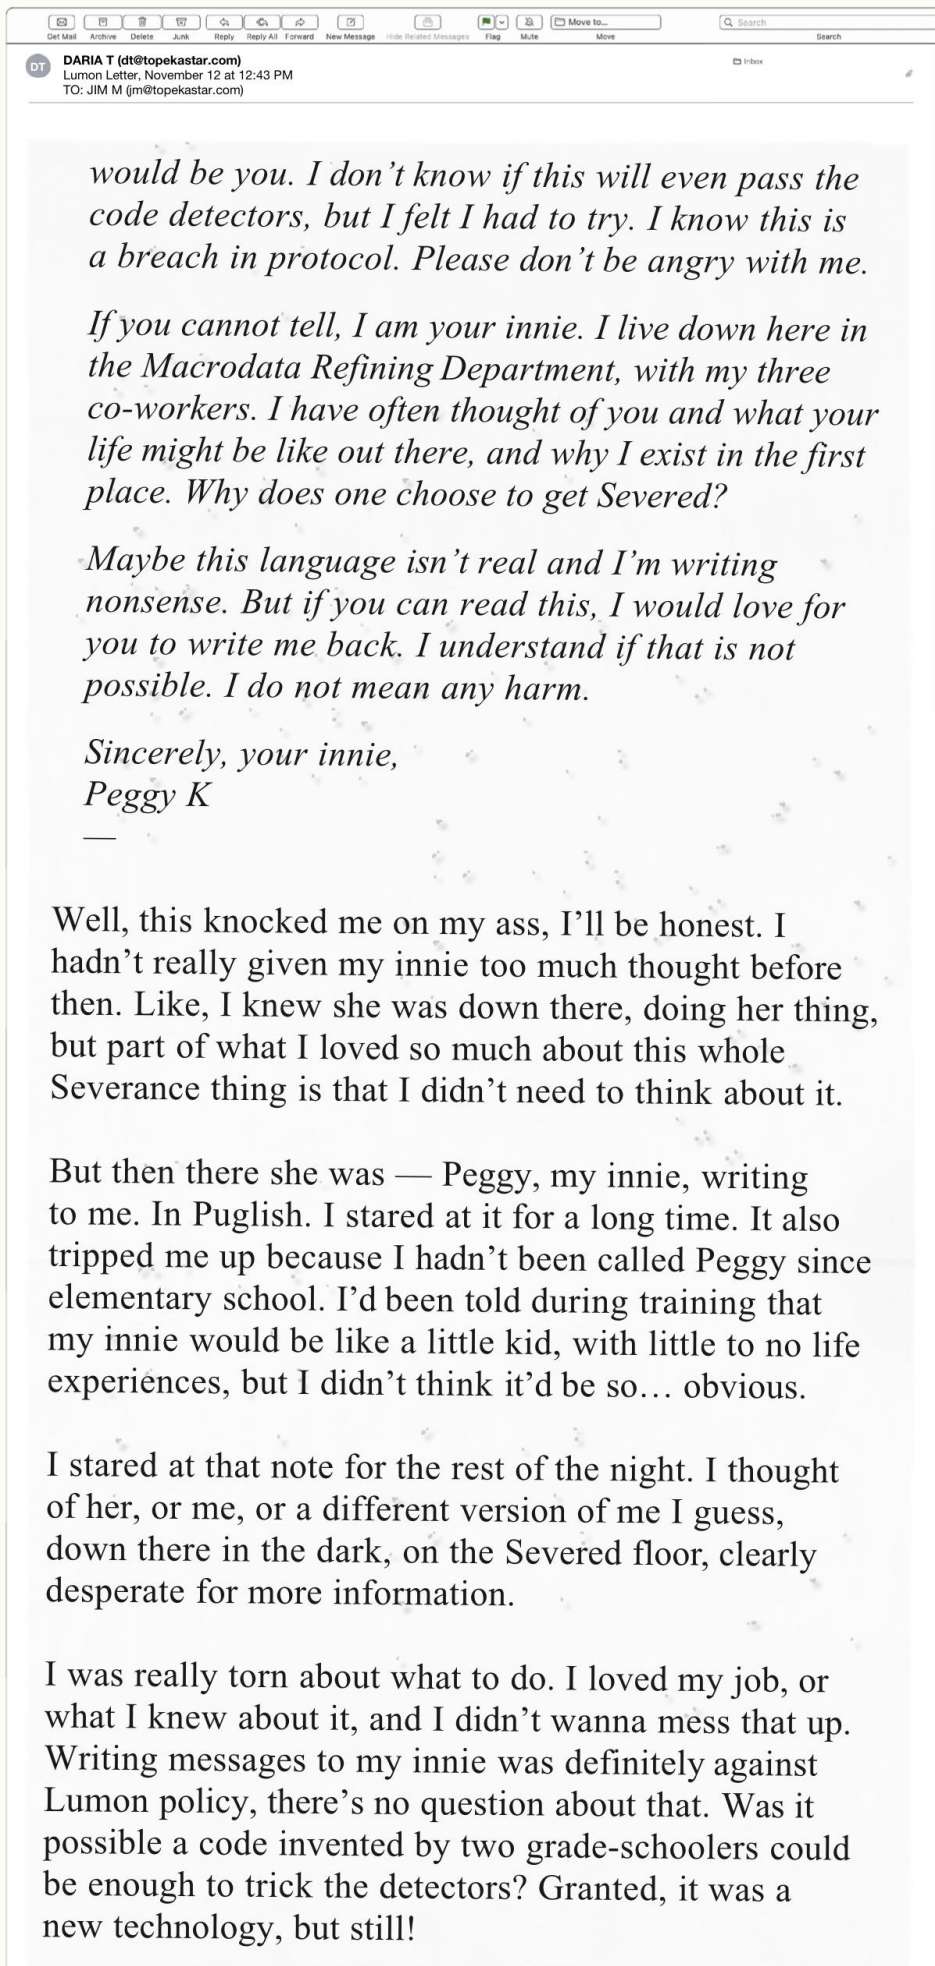 Get Mail Archive Delete Junk Reply Reply All Forward New Message Hide Related Messages Flag Mute Move to... Move Search Search
DT
DARIA T (dt@topekastar.com)
Inbox
Lumon Letter, November 12 at 12:43 PM
TO: JIM M (jm@topekastar.com)
would be you. I don’t know if this will even pass the
code detectors, but I felt I had to try. I know this is
a breach in protocol. Please don’t be angry with me.
If you cannot tell, I am your innie. I live down here in
the Macrodata Refining Department, with my three
co-workers. I have often thought of you and what your
life might be like out there, and why I exist in the first
place. Why does one choose to get Severed?
Maybe this language isn’t real and I’m writing
nonsense. But if you can read this, I would love for
you to write me back. I understand if that is not
possible. I do not mean any harm.
Sincerely, your innie,
Peggy K
—
Well, this knocked me on my ass, I’ll be honest. I
hadn’t really given my innie too much thought before
then. Like, I knew she was down there, doing her thing,
but part of what I loved so much about this whole
Severance thing is that I didn’t need to think about it.
But then there she was — Peggy, my innie, writing
to me. In Puglish. I stared at it for a long time. It also
tripped me up because I hadn’t been called Peggy since
elementary school. I’d been told during training that
my innie would be like a little kid, with little to no life
experiences, but I didn’t think it’d be so… obvious.
I stared at that note for the rest of the night. I thought
of her, or me, or a different version of me I guess,
down there in the dark, on the Severed floor, clearly
desperate for more information.
I was really torn about what to do. I loved my job, or
what I knew about it, and I didn’t wanna mess that up.
Writing messages to my innie was definitely against
Lumon policy, there’s no question about that. Was it
possible a code invented by two grade-schoolers could
be enough to trick the detectors? Granted, it was a
new technology, but still!